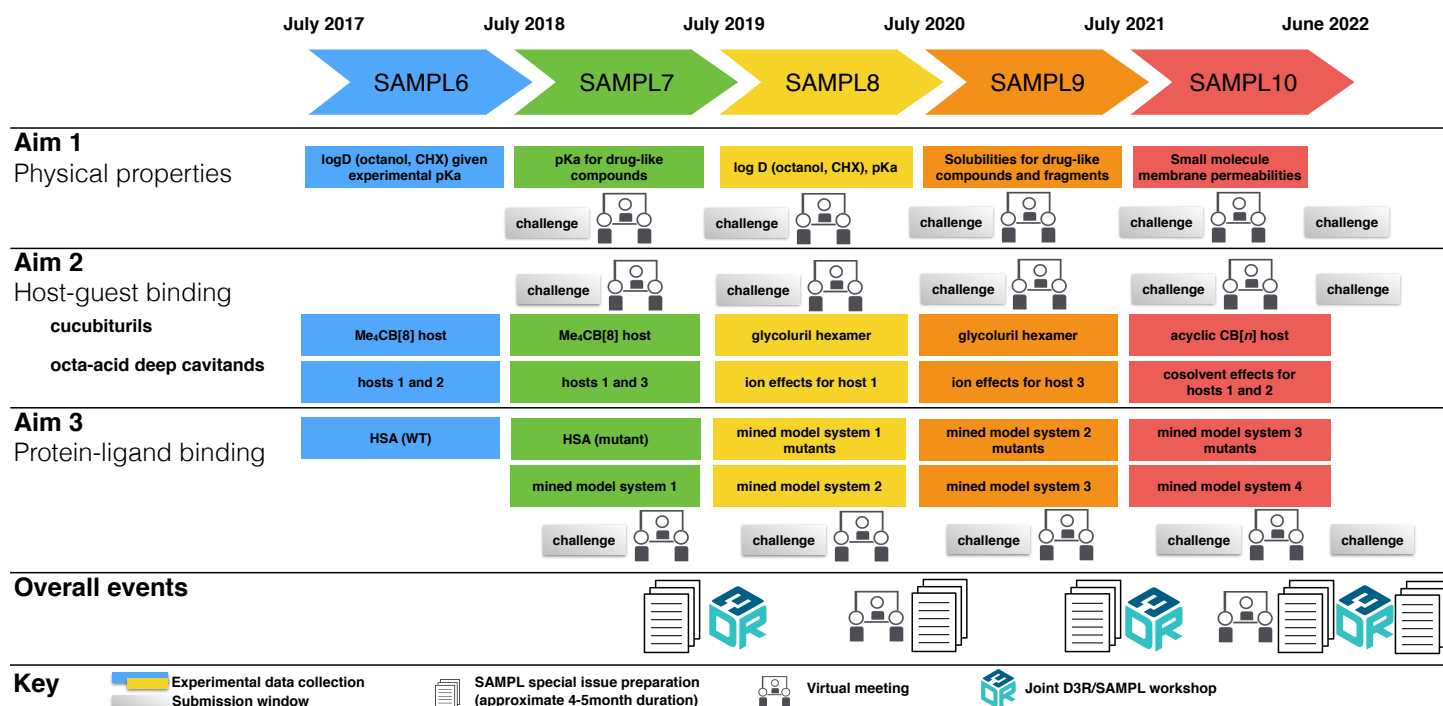 July 2017 July 2018 July 2019 July 2020 July 2021 June 2022
SAMPL6 SAMPL7 SAMPL8 SAMPL9 SAMPL10
Aim 1
Physical properties
logD (octanol, CHX) given
experimental pKa
pKa for drug-like
compounds
log D (octanol, CHX), pKa
Solubilities for drug-like
compounds and fragments
Small molecule
membrane permeabilities
challenge challenge challenge challenge challenge
Aim 2
Host-guest binding
challenge challenge challenge challenge challenge
cucubiturils
Me₄CB[8] host Me₄CB[8] host glycoluril hexamer glycoluril hexamer acyclic CB[n] host
octa-acid deep cavitands
hosts 1 and 2 hosts 1 and 3 ion effects for host 1 ion effects for host 3
cosolvent effects for
hosts 1 and 2
Aim 3
Protein-ligand binding
HSA (WT) HSA (mutant)
mined model system 1
mutants
mined model system 2
mutants
mined model system 3
mutants
mined model system 1 mined model system 2 mined model system 3 mined model system 4
challenge challenge challenge challenge challenge
Overall events
D3R D3R D3R
Key
Experimental data collection
Submission window
SAMPL special issue preparation
(approximate 4-5month duration)
Virtual meeting
D3R
Joint D3R/SAMPL workshop